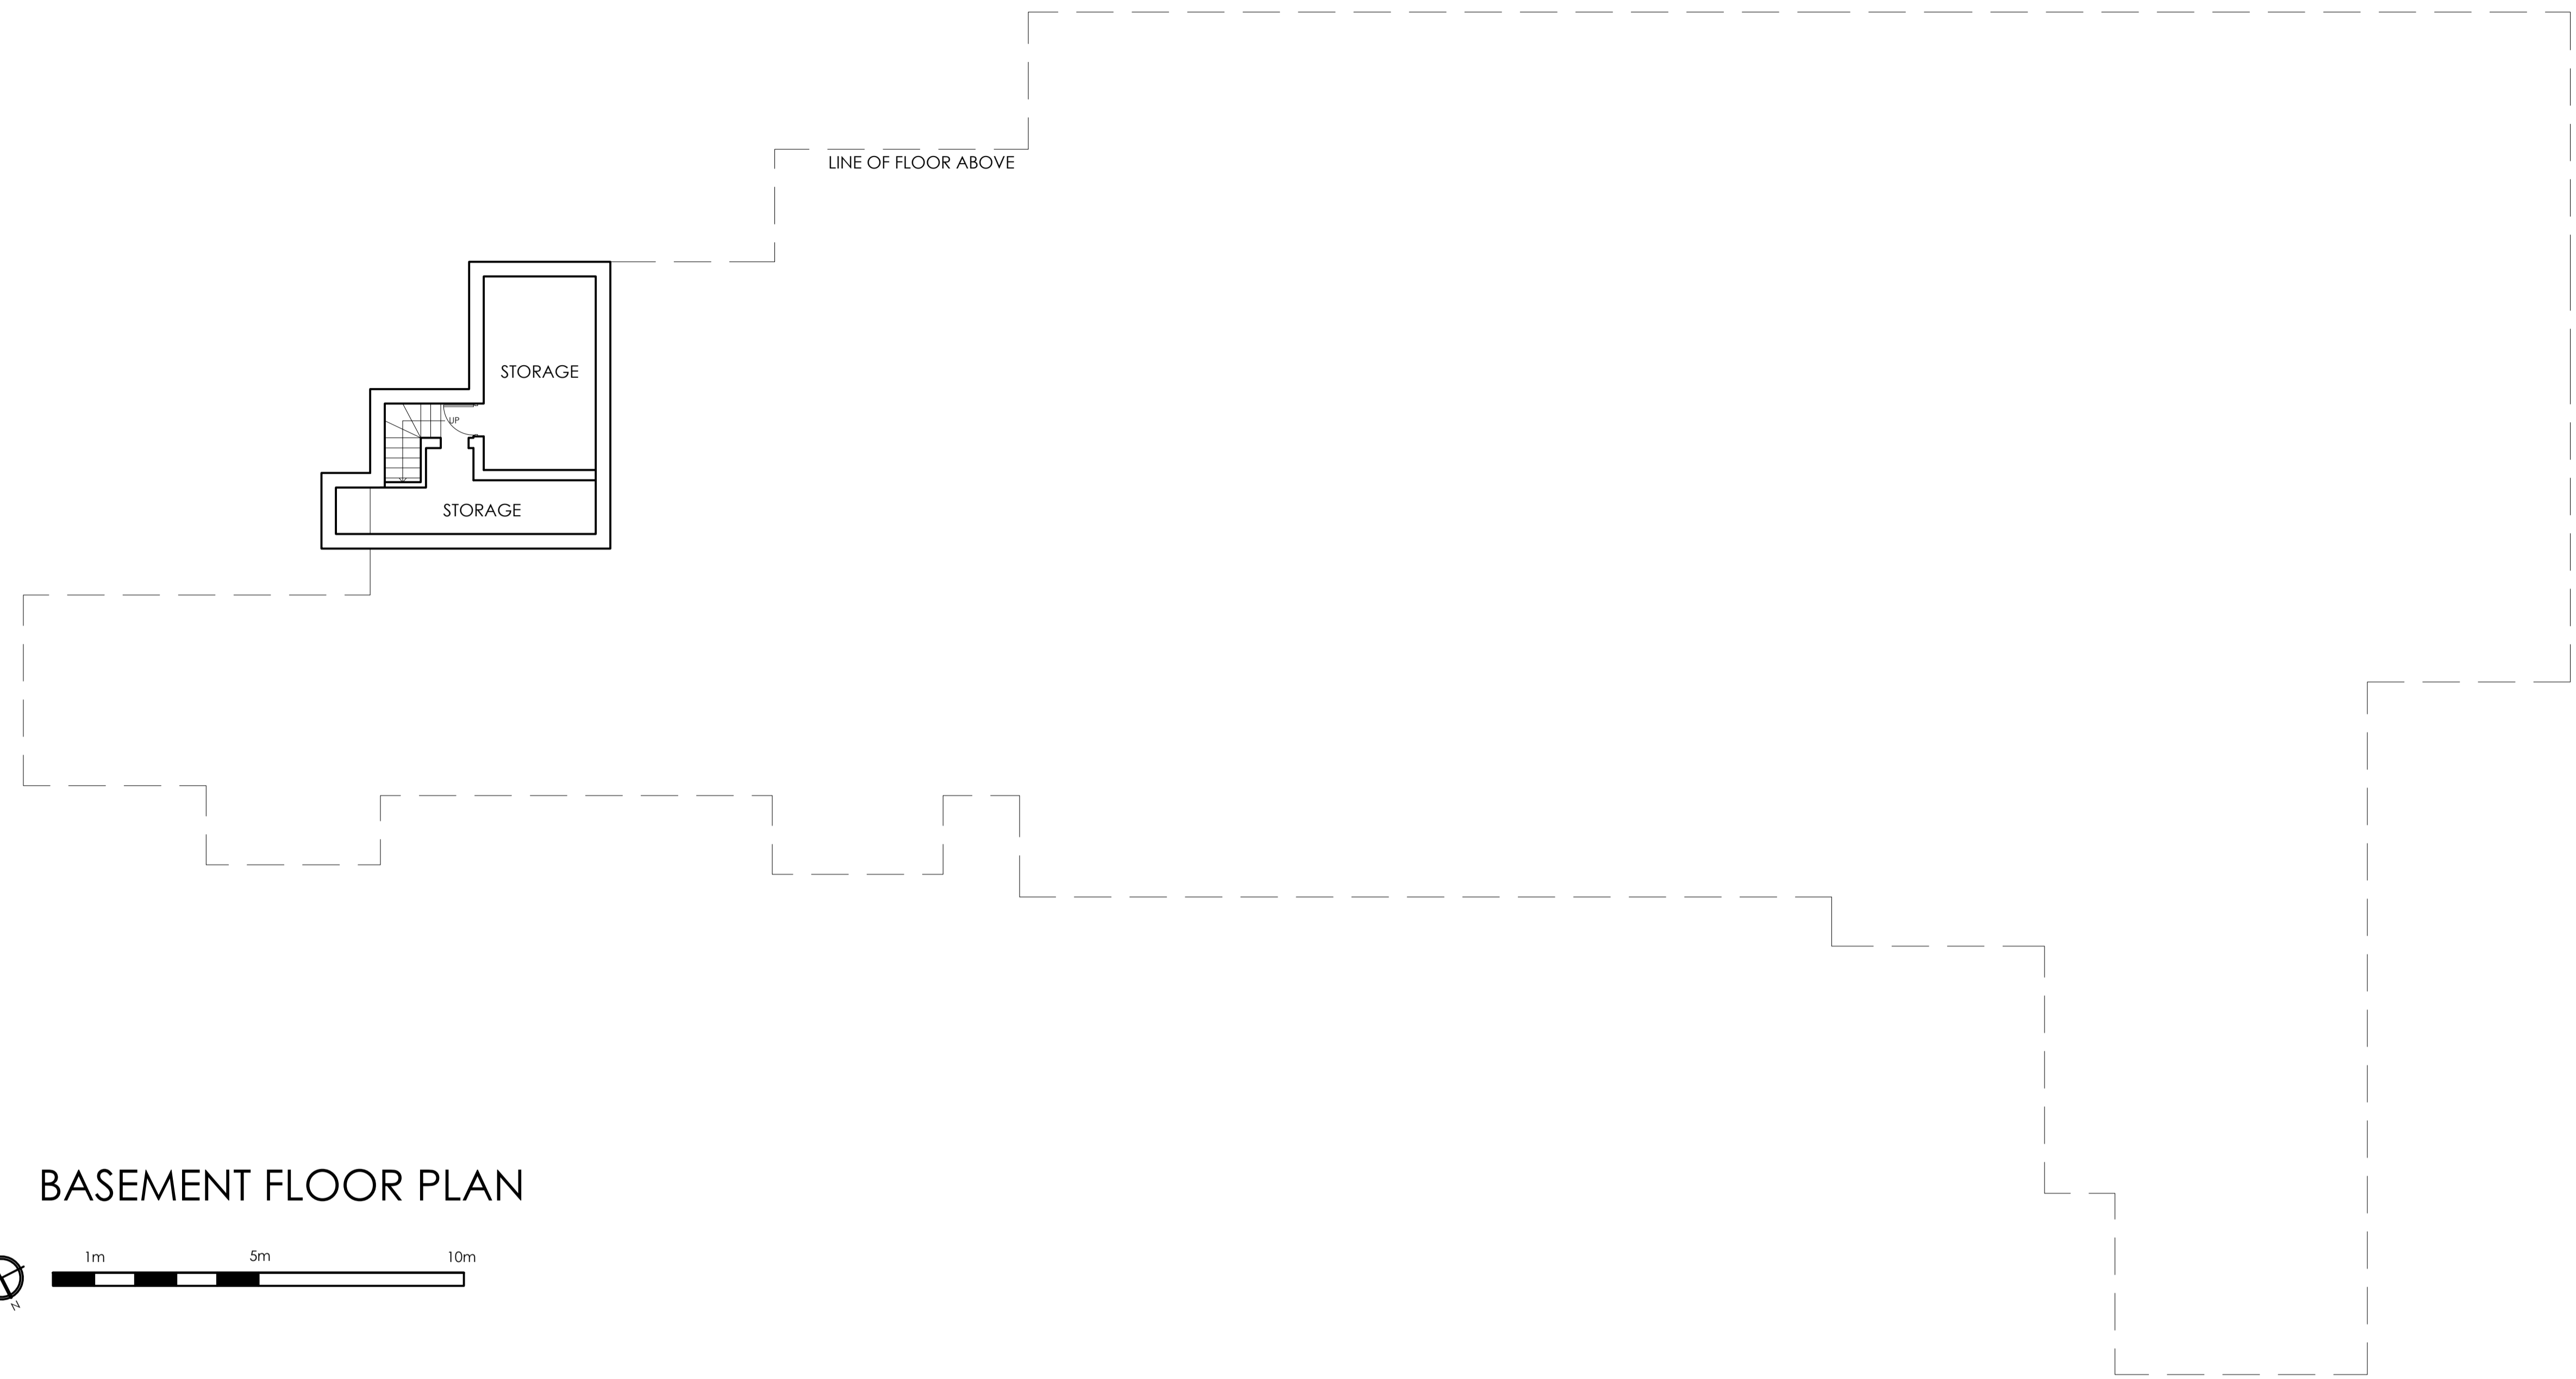 LINE OF FLOOR ABOVE
STORAGE
UP
STORAGE
BASEMENT FLOOR PLAN
1m 5m 10m
N